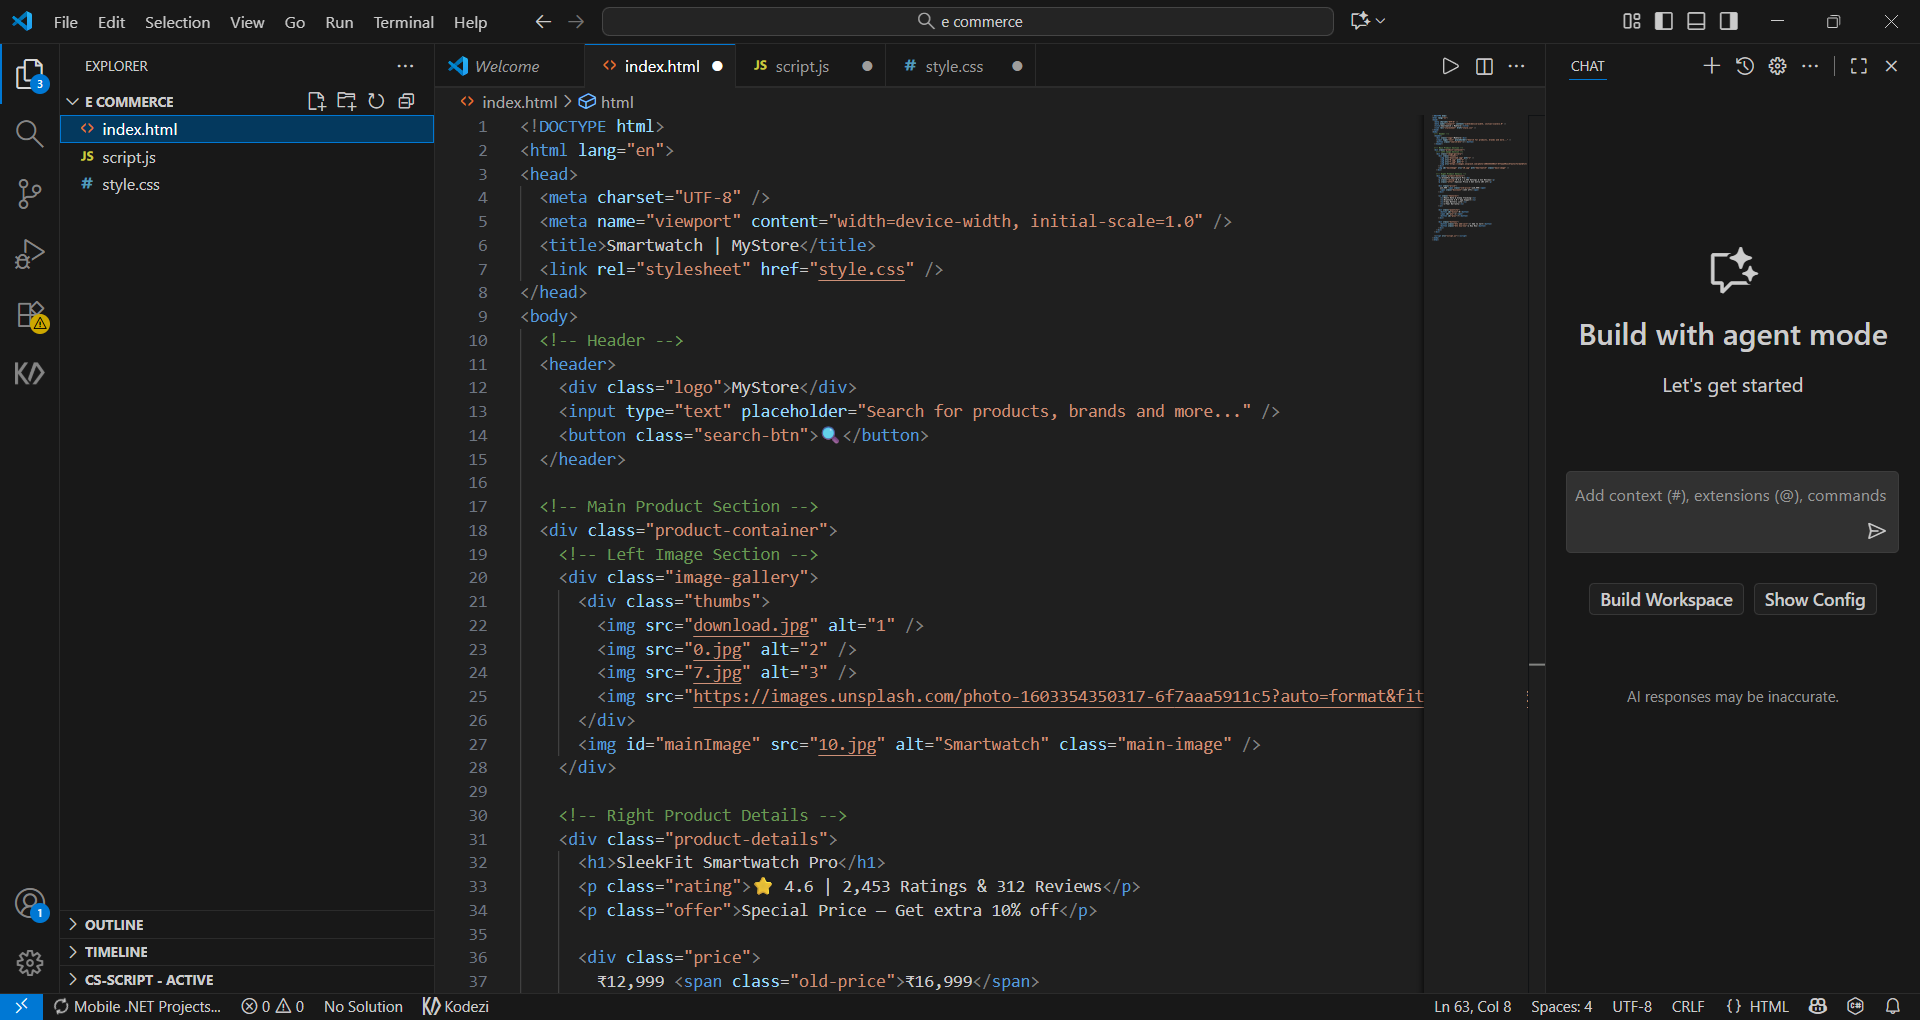 File Edit Selection View Go Run Terminal Help
e commerce
EXPLORER
E COMMERCE
index.html
JS script.js
# style.css
OUTLINE
TIMELINE
CS-SCRIPT - ACTIVE
3
1
Welcome
index.html
JS script.js
# style.css
index.html > html
1 <!DOCTYPE html>
2 <html lang="en">
3 <head>
4 <meta charset="UTF-8" />
5 <meta name="viewport" content="width=device-width, initial-scale=1.0" />
6 <title>Smartwatch | MyStore</title>
7 <link rel="stylesheet" href="style.css" />
8 </head>
9 <body>
10 <!-- Header -->
11 <header>
12 <div class="logo">MyStore</div>
13 <input type="text" placeholder="Search for products, brands and more..." />
14 <button class="search-btn">🔍</button>
15 </header>
16
17 <!-- Main Product Section -->
18 <div class="product-container">
19 <!-- Left Image Section -->
20 <div class="image-gallery">
21 <div class="thumbs">
22 <img src="download.jpg" alt="1" />
23 <img src="0.jpg" alt="2" />
24 <img src="7.jpg" alt="3" />
25 <img src="https://images.unsplash.com/photo-1603354350317-6f7aaa5911c5?auto=format&fit
26 </div>
27 <img id="mainImage" src="10.jpg" alt="Smartwatch" class="main-image" />
28 </div>
29
30 <!-- Right Product Details -->
31 <div class="product-details">
32 <h1>SleekFit Smartwatch Pro</h1>
33 <p class="rating">⭐ 4.6 | 2,453 Ratings & 312 Reviews</p>
34 <p class="offer">Special Price – Get extra 10% off</p>
35
36 <div class="price">
37 ₹12,999 <span class="old-price">₹16,999</span>
CHAT
Build with agent mode
Let's get started
Add context (#), extensions (@), commands
Build Workspace Show Config
AI responses may be inaccurate.
Mobile .NET Projects... 0 0 No Solution Kodezi
Ln 63, Col 8 Spaces: 4 UTF-8 CRLF {} HTML